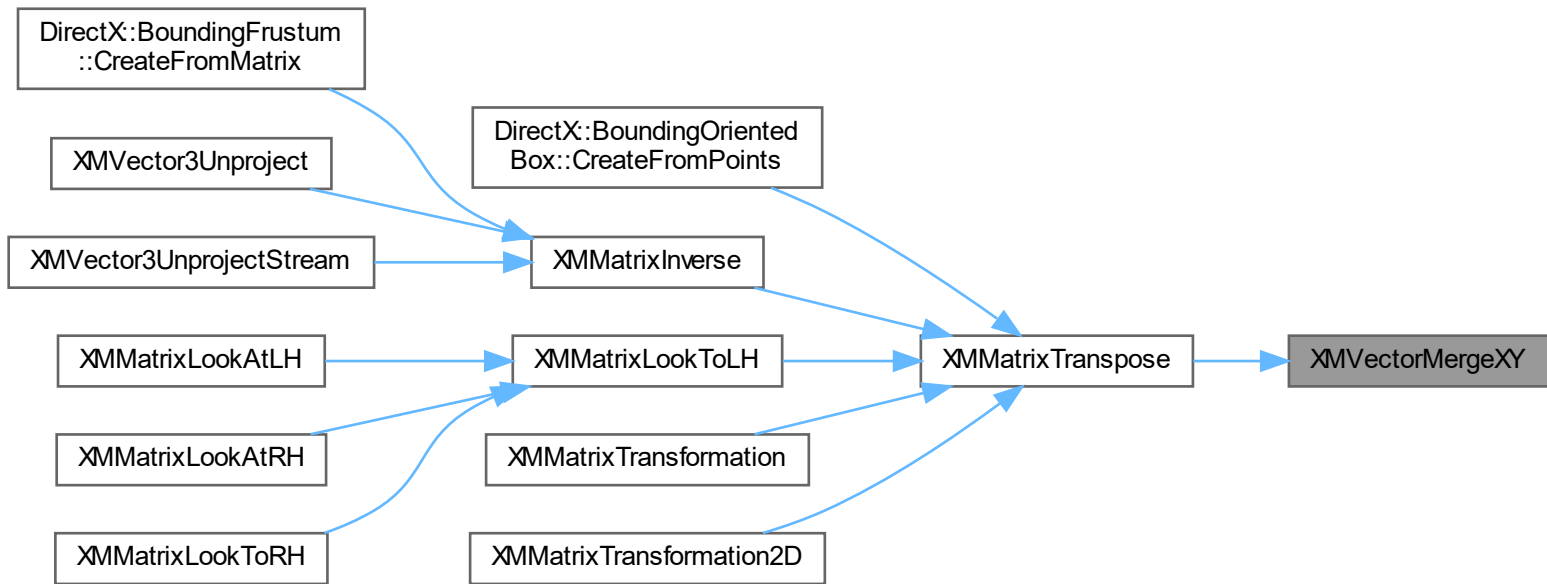 DirectX::BoundingFrustum
::CreateFromMatrix
XMVector3Unproject
XMVector3UnprojectStream
XMMatrixLookAtLH
XMMatrixLookAtRH
XMMatrixLookToRH
DirectX::BoundingOriented
Box::CreateFromPoints
XMMatrixInverse
XMMatrixLookToLH
XMMatrixTransformation
XMMatrixTransformation2D
XMMatrixTranspose
XMVectorMergeXY